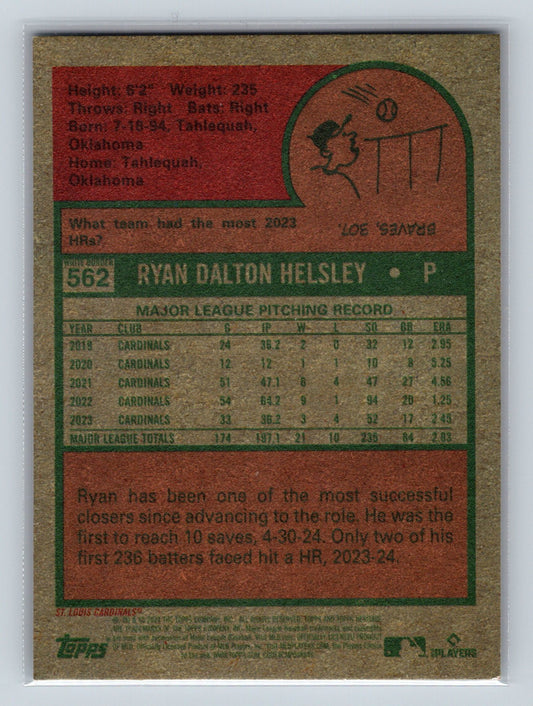 Height: 6'2" Weight: 235
Throws: Right Bats: Right
Born: 7-18-94, Tahlequah,
Oklahoma
Home: Tahlequah,
Oklahoma
What team had the most 2023
HRs?
BRAVES, 307.
562
RYAN DALTON HELSLEY • P
MAJOR LEAGUE PITCHING RECORD
YEAR CLUB G IP W L SO BB ERA
2019 CARDINALS 24 36.2 2 0 32 12 2.95
2020 CARDINALS 12 12 1 1 10 8 5.25
2021 CARDINALS 51 47.1 6 4 47 27 4.56
2022 CARDINALS 54 64.2 9 1 94 20 1.25
2023 CARDINALS 33 36.2 3 4 52 17 2.45
MAJOR LEAGUE TOTALS 174 197.1 21 10 235 84 2.83
Ryan has been one of the most successful
closers since advancing to the role. He was the
first to reach 10 saves, 4-30-24. Only two of his
first 236 batters faced hit a HR, 2023-24.
ST. LOUIS CARDINALS
Topps
PLAYERS